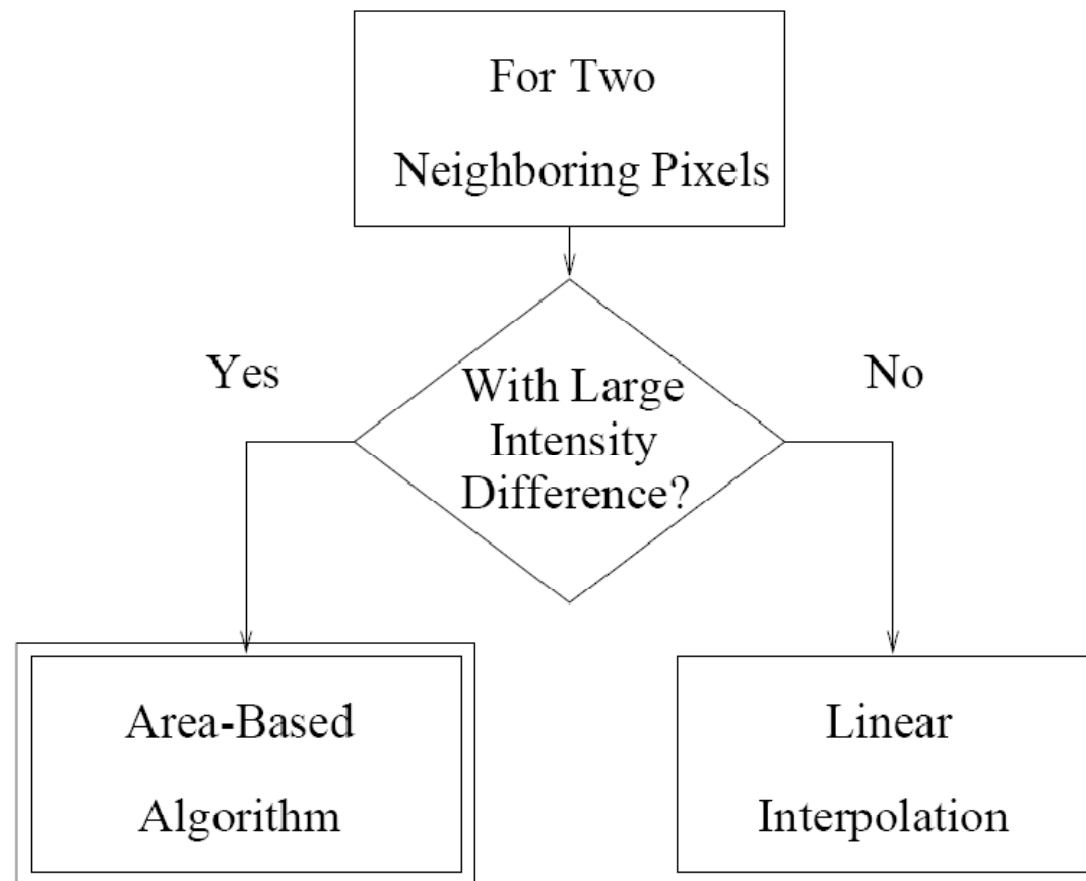 For Two
Neighboring Pixels
Yes
No
With Large
Intensity
Difference?
Area-Based
Algorithm
Linear
Interpolation